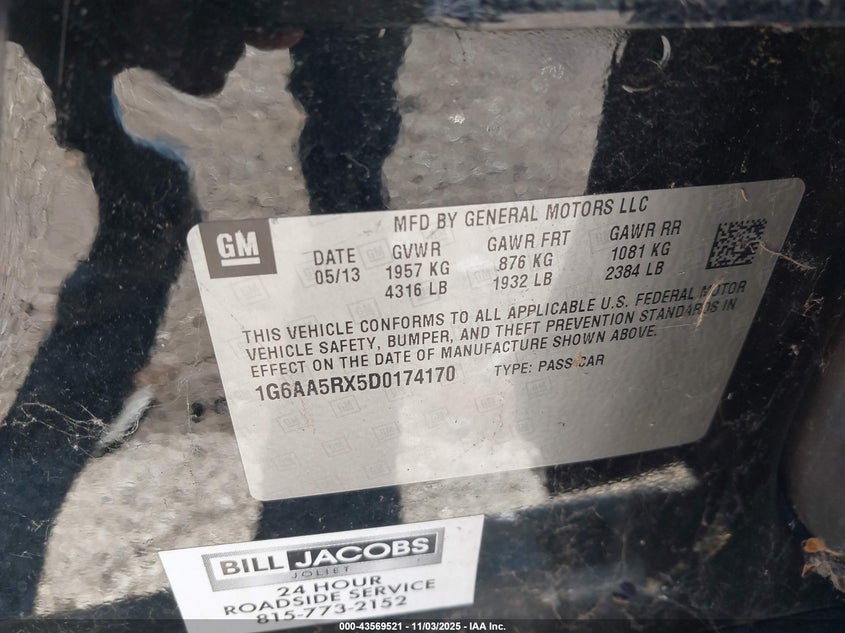 GM
MFD BY GENERAL MOTORS LLC
DATE GVWR GAWR FRT GAWR RR
05/13 1957 KG 876 KG 1081 KG
4316 LB 1932 LB 2384 LB
THIS VEHICLE CONFORMS TO ALL APPLICABLE U.S. FEDERAL MOTOR
VEHICLE SAFETY, BUMPER, AND THEFT PREVENTION STANDARDS IN
EFFECT ON THE DATE OF MANUFACTURE SHOWN ABOVE.
1G6AA5RX5D0174170 TYPE: PASS CAR
BILL JACOBS
JOLIET
24 HOUR
ROADSIDE SERVICE
815-773-2152
000-43569521 - 11/03/2025 - IAA Inc.